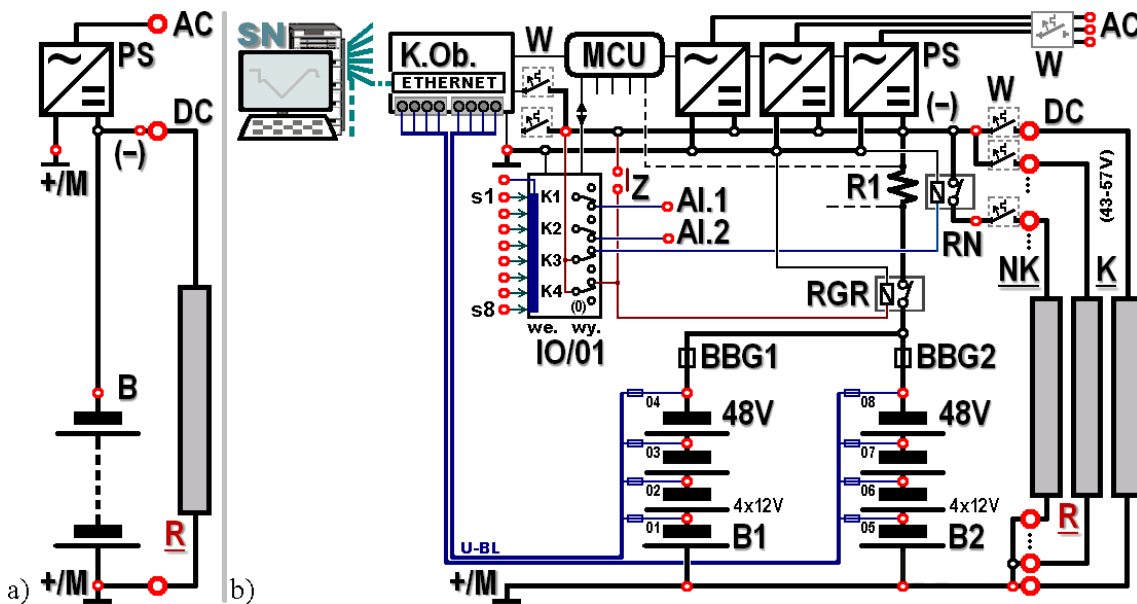 AC
PS
DC
(–)
+/M
B
R
+/M
a)
SN
K.Ob.
ETHERNET
W
MCU
PS
AC
W
(–)
W
DC
(43-57V)
s1
K1
K2
K3
K4
(0)
s8
we. wy.
IO/01
Z
AI.1
AI.2
R1
RN
RGR
NK
K
BBG1
BBG2
04
48V
03
02
4x12V
01
B1
08
48V
07
06
4x12V
05
B2
R
U-BL
+/M
b)